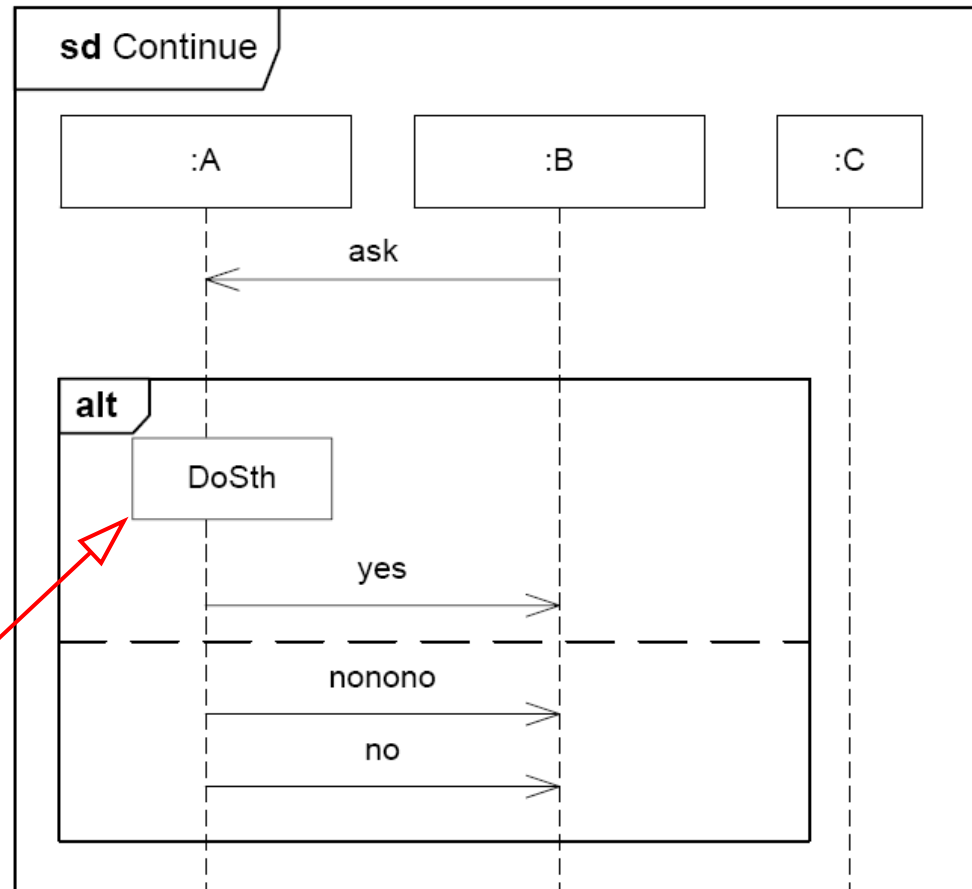 sd Continue
:A
:B
:C
ask
alt
DoSth
yes
nonono
no